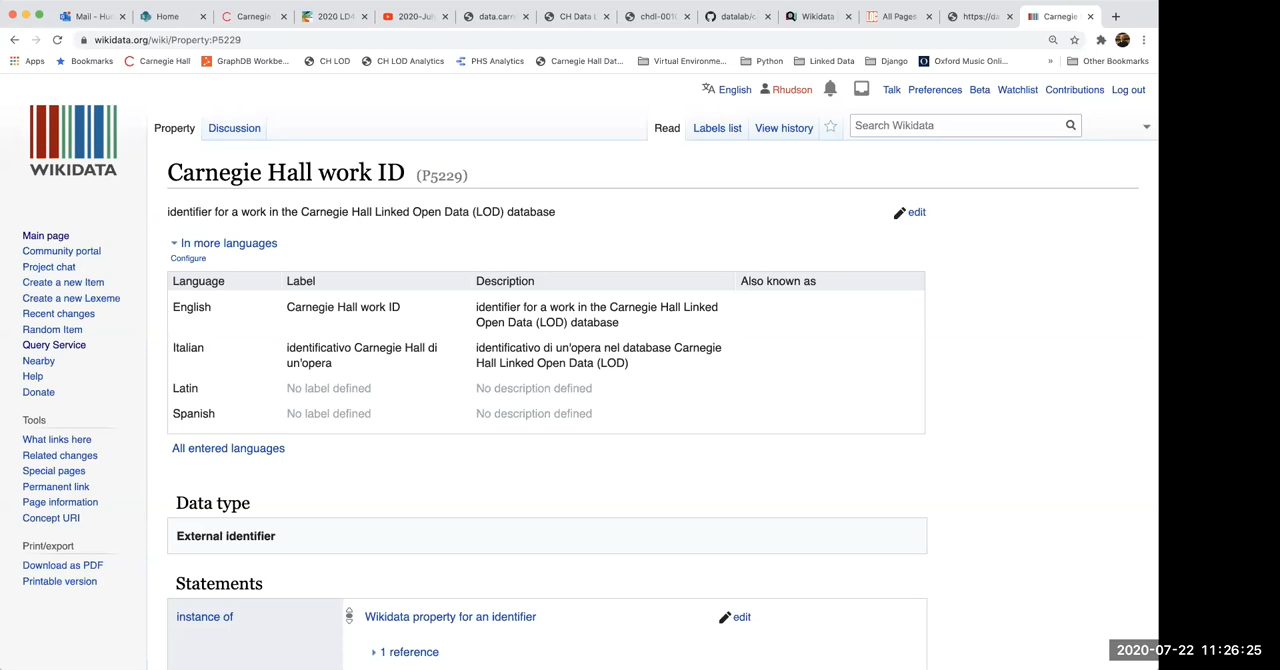 Mail - Hu
Home
Carnegie
2020 LD4
2020-Jul
data.carn
CH Data L
chdl-001
datalab/c
Wikidata
All Pages
https://da
Carnegie
wikidata.org/wiki/Property:P5229
Apps
Bookmarks
Carnegie Hall
GraphDB Workbe...
CH LOD
CH LOD Analytics
PHS Analytics
Carnegie Hall Dat...
Virtual Environme...
Python
Linked Data
Django
Oxford Music Onli...
»
Other Bookmarks
English
Rhudson
Talk
Preferences
Beta
Watchlist
Contributions
Log out
WIKIDATA
Property
Discussion
Read
Labels list
View history
Search Wikidata
Main page
Community portal
Project chat
Create a new Item
Create a new Lexeme
Recent changes
Random Item
Query Service
Nearby
Help
Donate
Tools
What links here
Related changes
Special pages
Permanent link
Page information
Concept URI
Print/export
Download as PDF
Printable version
Carnegie Hall work ID (P5229)
identifier for a work in the Carnegie Hall Linked Open Data (LOD) database
edit
In more languages
Configure
Language Label Description Also known as
English Carnegie Hall work ID identifier for a work in the Carnegie Hall Linked
Open Data (LOD) database
Italian identificativo Carnegie Hall di identificativo di un'opera nel database Carnegie
un'opera Hall Linked Open Data (LOD)
Latin No label defined No description defined
Spanish No label defined No description defined
All entered languages
Data type
External identifier
Statements
instance of
Wikidata property for an identifier
edit
1 reference
2020-07-22 11:26:25